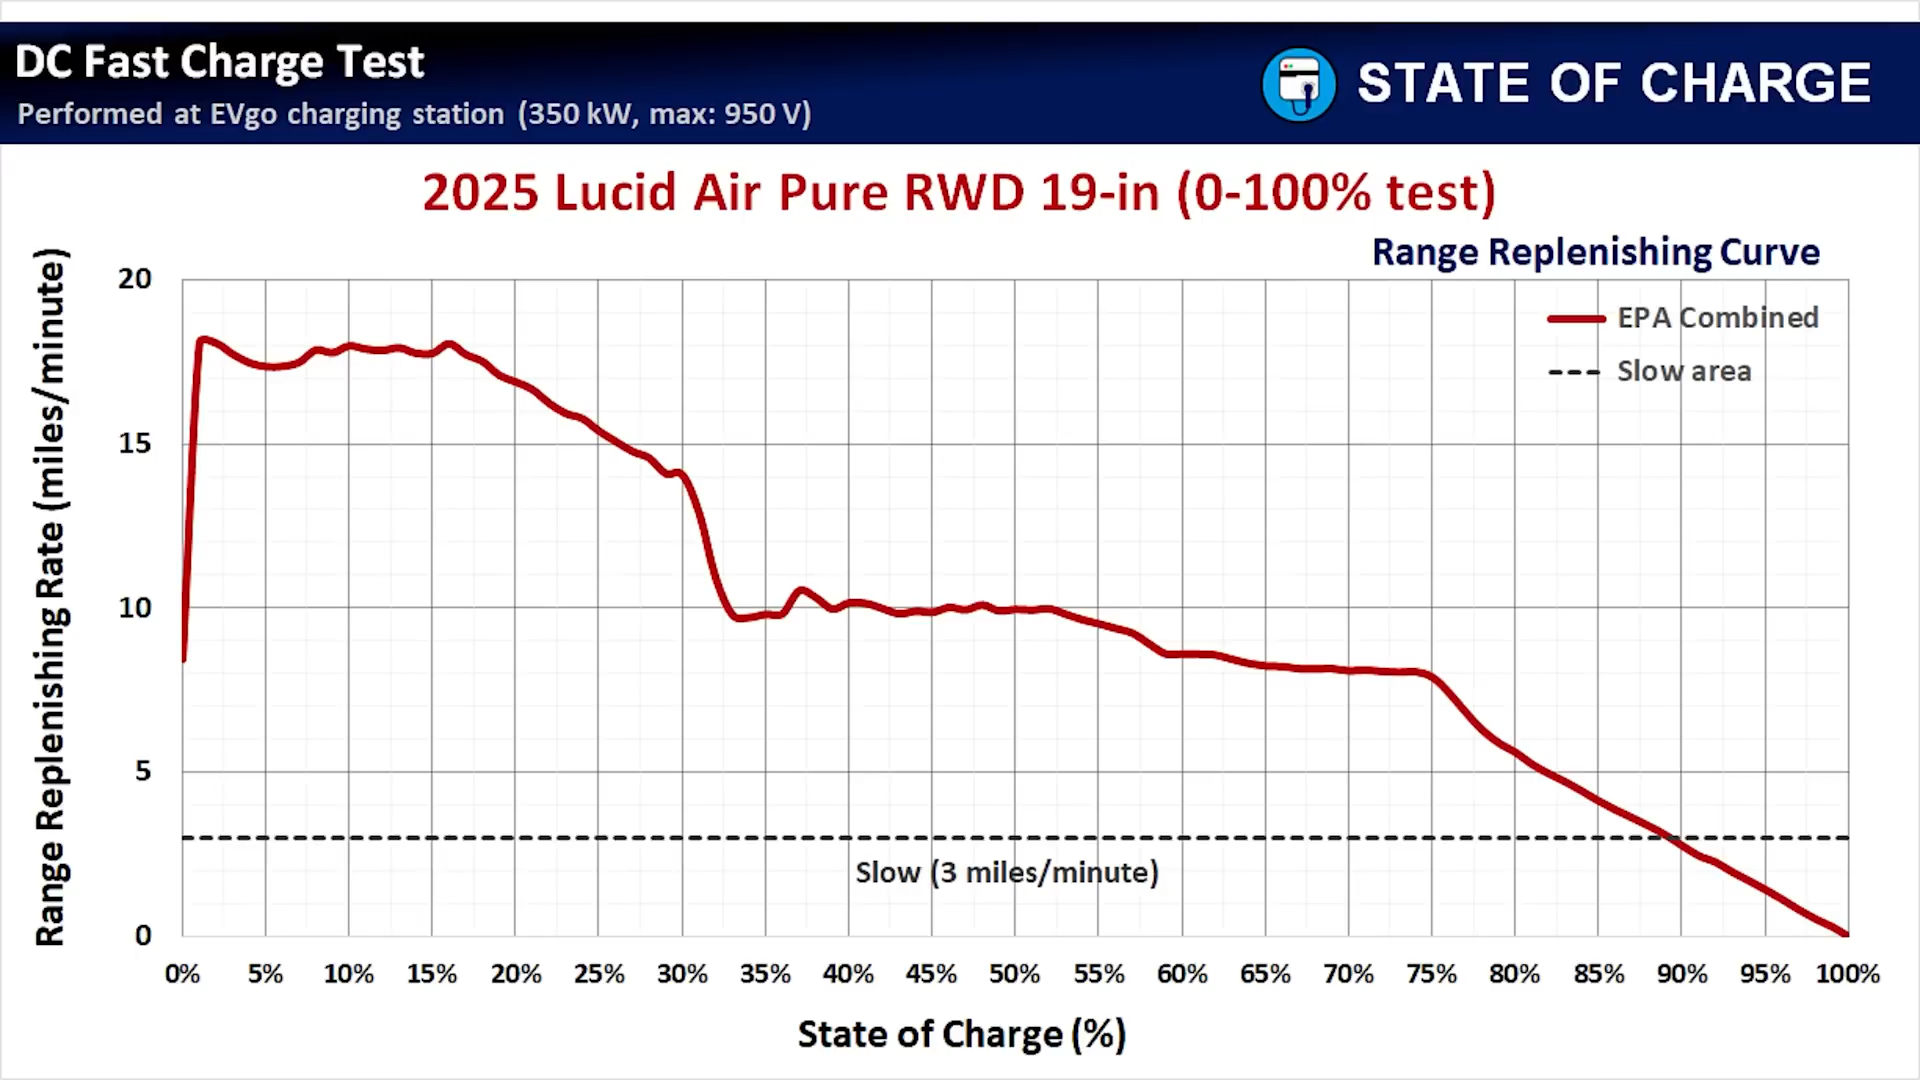 DC Fast Charge Test
Performed at EVgo charging station (350 kW, max: 950 V)
STATE OF CHARGE
2025 Lucid Air Pure RWD 19-in (0-100% test)
Range Replenishing Curve
EPA Combined
Slow area
Range Replenishing Rate (miles/minute)
20
15
10
5
0
Slow (3 miles/minute)
0% 5% 10% 15% 20% 25% 30% 35% 40% 45% 50% 55% 60% 65% 70% 75% 80% 85% 90% 95% 100%
State of Charge (%)